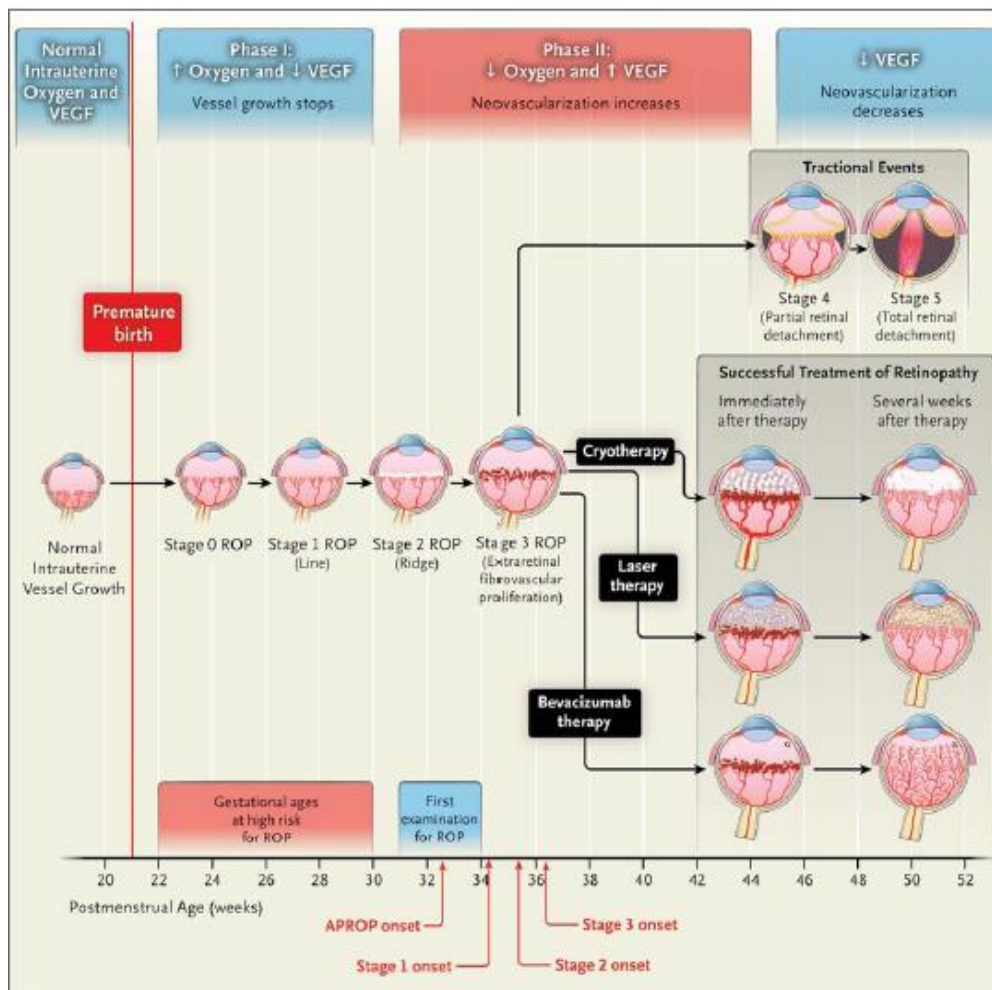 Normal
Intrauterine
Oxygen and
VEGF
Phase I:
↑ Oxygen and ↓ VEGF
Vessel growth stops
Phase II:
↓ Oxygen and ↑ VEGF
Neovascularization increases
↓ VEGF
Neovascularization
decreases
Tractional Events
Stage 4
(Partial retinal
detachment)
Stage 5
(Total retinal
detachment)
Premature
birth
Successful Treatment of Retinopathy
Immediately
after therapy
Several weeks
after therapy
Cryotherapy
Normal
Intrauterine
Vessel Growth
Stage 0 ROP
Stage 1 ROP
(Line)
Stage 2 ROP
(Ridge)
Stage 3 ROP
(Extraretinal
fibrovascular
proliferation)
Laser
therapy
Bevacizumab
therapy
Gestational ages
at high risk
for ROP
First
examination
for ROP
20 22 24 26 28 30 32 34 36 38 40 42 44 46 48 50 52
Postmenstrual Age (weeks)
APROP onset
Stage 3 onset
Stage 1 onset
Stage 2 onset